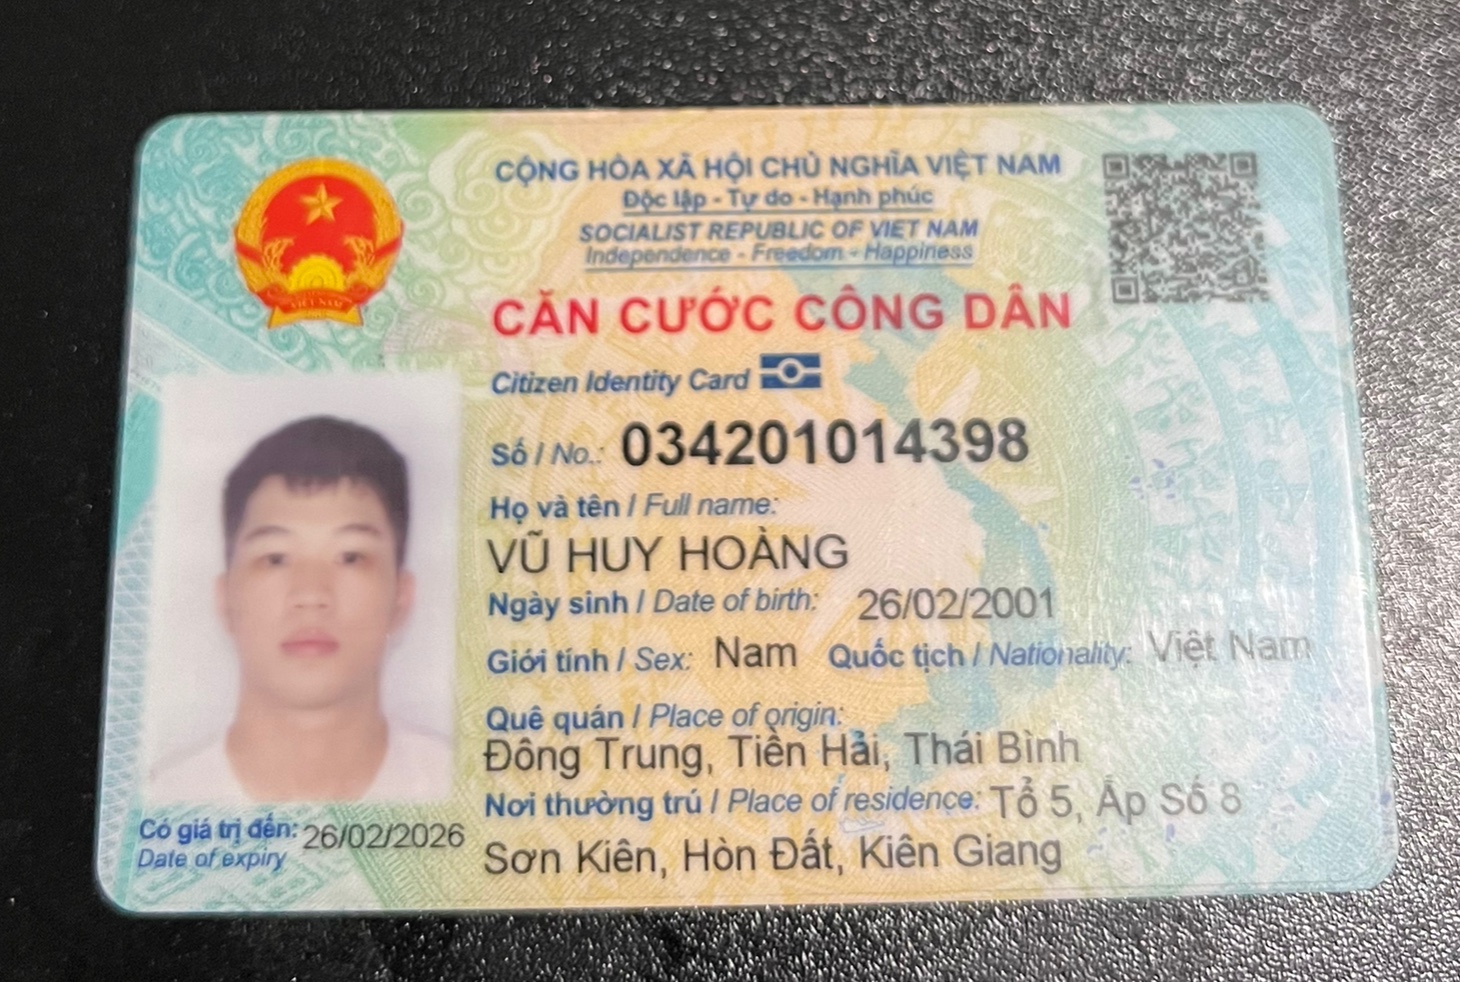 CỘNG HÒA XÃ HỘI CHỦ NGHĨA VIỆT NAM
Độc lập - Tự do - Hạnh phúc
SOCIALIST REPUBLIC OF VIET NAM
Independence - Freedom - Happiness
CĂN CƯỚC CÔNG DÂN
Citizen Identity Card
Số / No.: 034201014398
Họ và tên / Full name:
VŨ HUY HOÀNG
Ngày sinh / Date of birth: 26/02/2001
Giới tính / Sex: Nam Quốc tịch / Nationality: Việt Nam
Quê quán / Place of origin:
Đông Trung, Tiền Hải, Thái Bình
Nơi thường trú / Place of residence: Tổ 5, Ấp Số 8
Sơn Kiên, Hòn Đất, Kiên Giang
Có giá trị đến: 26/02/2026
Date of expiry
VIỆT NAM